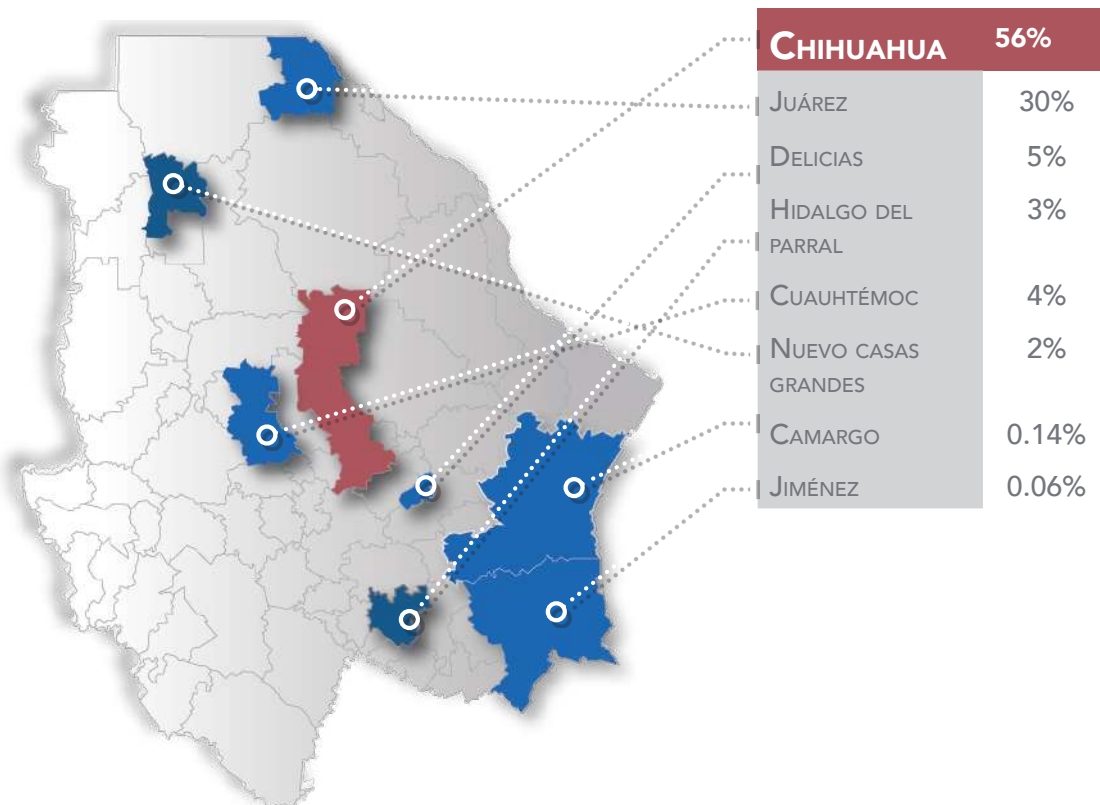 CHIHUAHUA 56%
JUÁREZ 30%
DELICIAS 5%
HIDALGO DEL 3%
PARRAL
CUAUHTÉMOC 4%
NUEVO CASAS 2%
GRANDES
CAMARGO 0.14%
JIMÉNEZ 0.06%